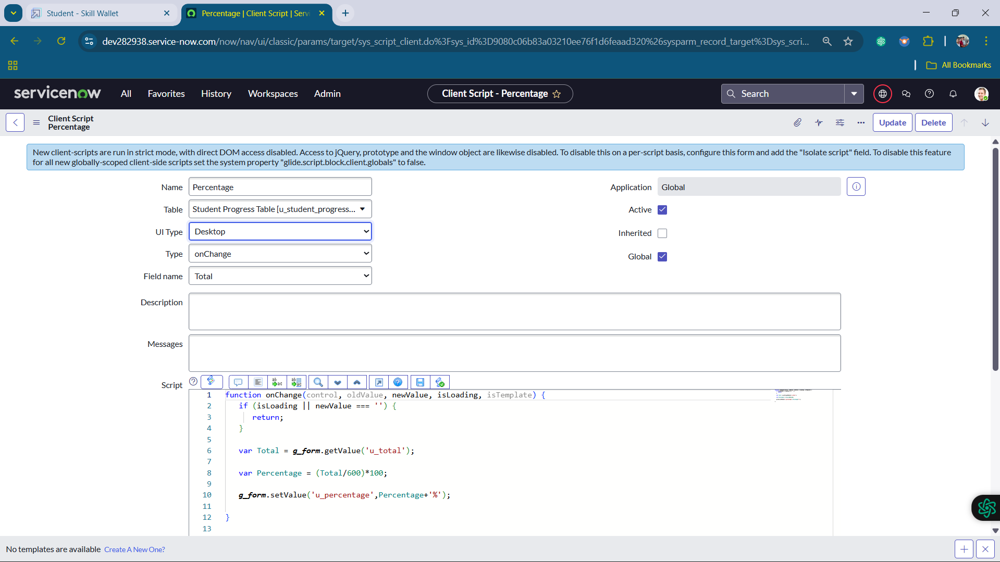 Student - Skill Wallet
Percentage | Client Script | Servi
dev282938.service-now.com/now/nav/ui/classic/params/target/sys_script_client.do%3Fsys_id%3D9080c06b83a03210ee76f1d6feaad320%26sysparm_record_target%3Dsys_scri...
All Bookmarks
servicenow
All
Favorites
History
Workspaces
Admin
Client Script - Percentage
Search
Client Script
Percentage
Update
Delete
New client-scripts are run in strict mode, with direct DOM access disabled. Access to jQuery, prototype and the window object are likewise disabled. To disable this on a per-script basis, configure this form and add the "Isolate script" field. To disable this feature
for all new globally-scoped client-side scripts set the system property "glide.script.block.client.globals" to false.
Name Percentage
Application Global
Table Student Progress Table [u_student_progress...
Active
UI Type Desktop
Inherited
Type onChange
Global
Field name Total
Description
Messages
Script
1 function onChange(control, oldValue, newValue, isLoading, isTemplate) {
2 if (isLoading || newValue === '') {
3 return;
4 }
5
6 var Total = g_form.getValue('u_total');
7
8 var Percentage = (Total/600)*100;
9
10 g_form.setValue('u_percentage',Percentage+'%');
11
12 }
13
No templates are available Create A New One?